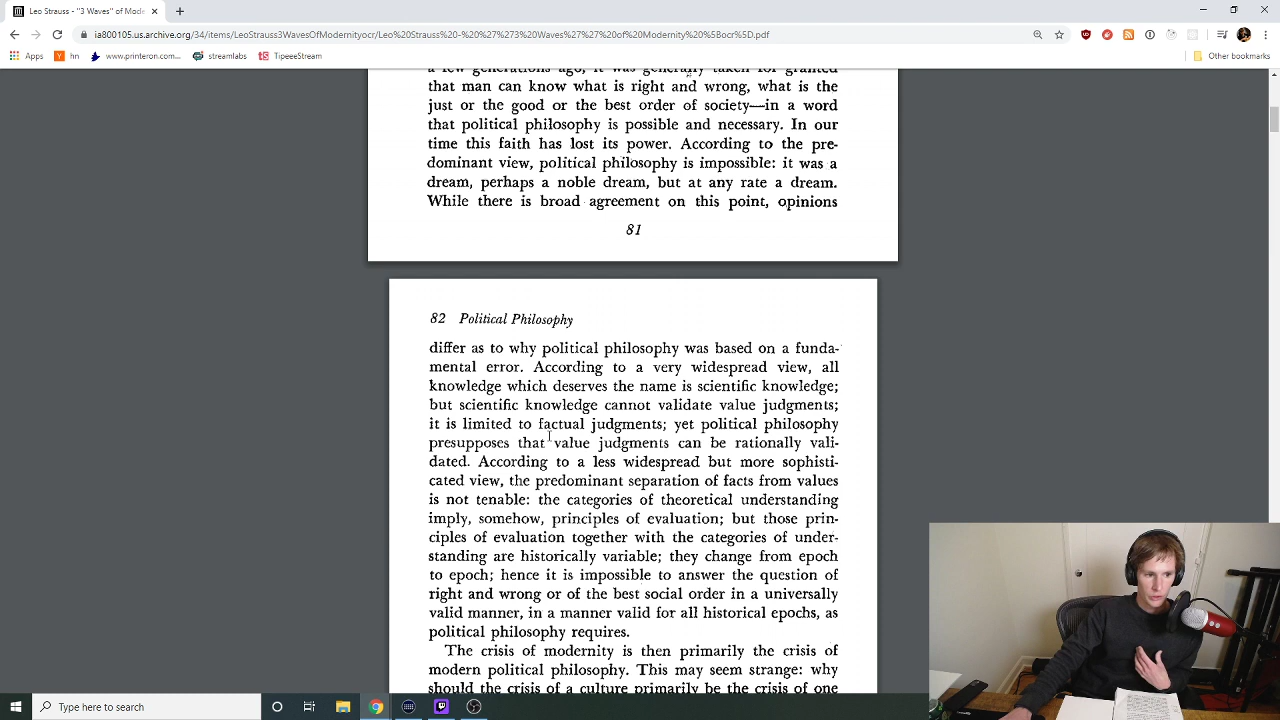 Leo Strauss - "3 Waves" of Mode
ia800105.us.archive.org/34/items/LeoStrauss3WavesOfModernityocr/Leo%20Strauss%20-%20%27%273%20Waves%27%27%20of%20Modernity%20%5Bocr%5D.pdf
Apps
hn
www.printeron.com...
streamlabs
TipeeeStream
Other bookmarks
a few generations ago, it was generally taken for granted
that man can know what is right and wrong, what is the
just or the good or the best order of society—in a word
that political philosophy is possible and necessary. In our
time this faith has lost its power. According to the pre-
dominant view, political philosophy is impossible: it was a
dream, perhaps a noble dream, but at any rate a dream.
While there is broad agreement on this point, opinions
81
82 Political Philosophy
differ as to why political philosophy was based on a funda-
mental error. According to a very widespread view, all
knowledge which deserves the name is scientific knowledge;
but scientific knowledge cannot validate value judgments;
it is limited to factual judgments; yet political philosophy
presupposes that value judgments can be rationally vali-
dated. According to a less widespread but more sophisti-
cated view, the predominant separation of facts from values
is not tenable: the categories of theoretical understanding
imply, somehow, principles of evaluation; but those prin-
ciples of evaluation together with the categories of under-
standing are historically variable; they change from epoch
to epoch; hence it is impossible to answer the question of
right and wrong or of the best social order in a universally
valid manner, in a manner valid for all historical epochs, as
political philosophy requires.
The crisis of modernity is then primarily the crisis of
modern political philosophy. This may seem strange: why
should the crisis of a culture primarily be the crisis of one
Type here to search